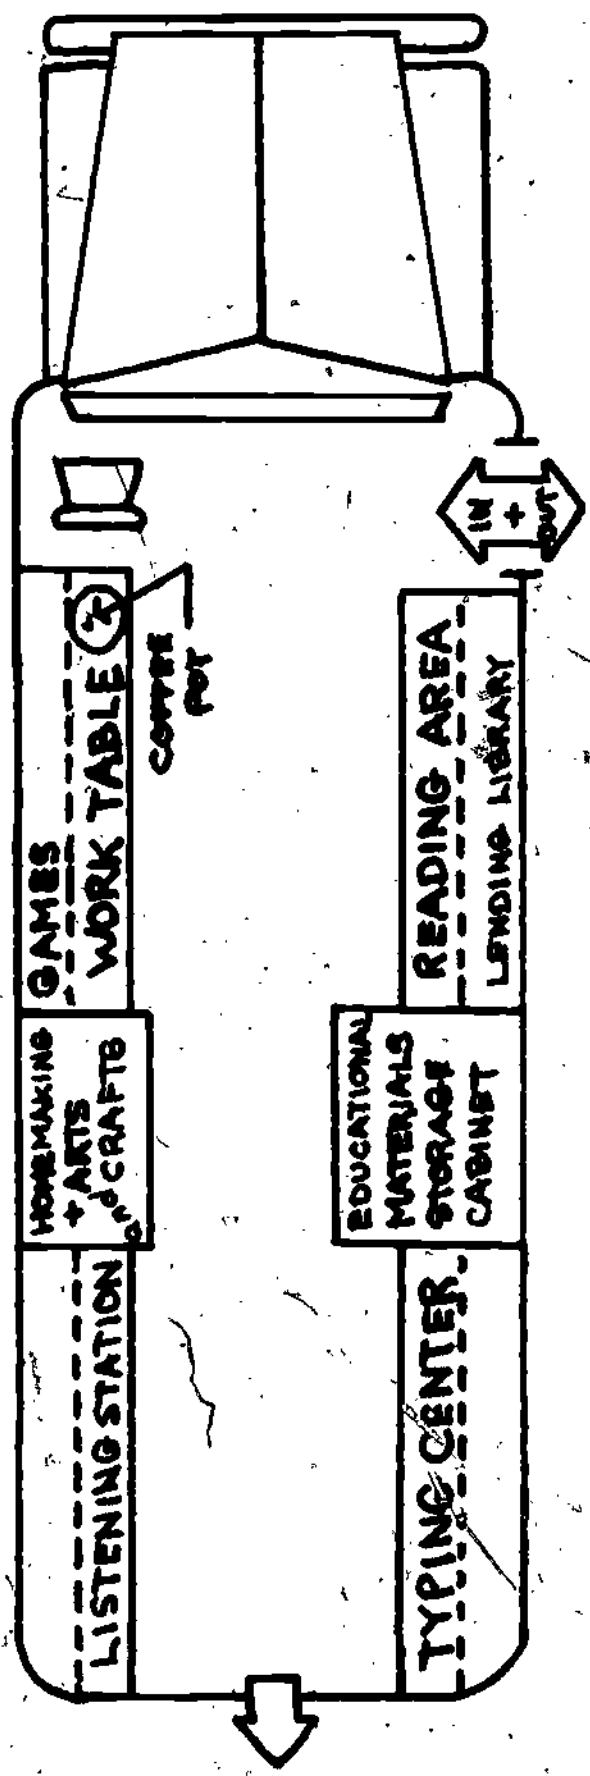 IN
+
OUT
COFFEE
POT
GAMES
WORK TABLE
READING AREA
LENDING LIBRARY
HOMEMAKING
+ ARTS
and CRAFTS
EDUCATIONAL
MATERIALS
STORAGE
CABINET
LISTENING STATION
TYPING CENTER